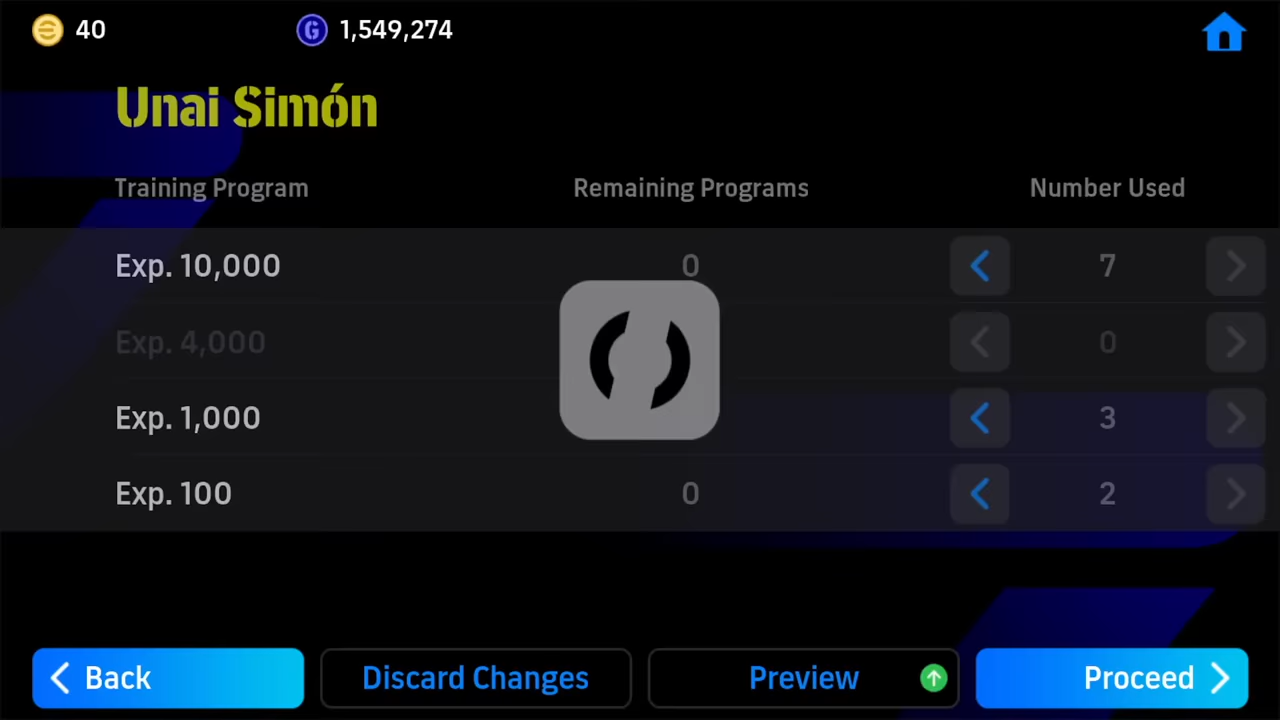 40 1,549,274
Unai Simón
Training Program Remaining Programs Number Used
Exp. 10,000 0 7
Exp. 4,000 0
Exp. 1,000 3
Exp. 100 0 2
Back Discard Changes Preview Proceed